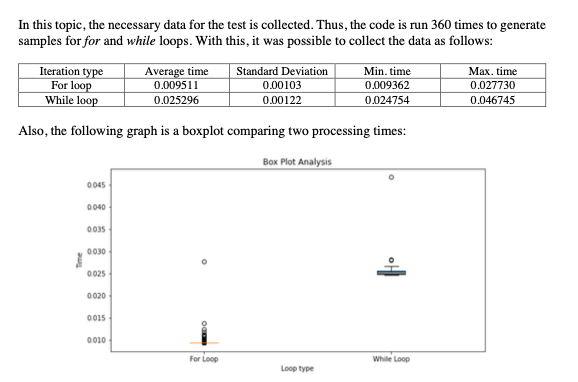 In this topic, the necessary data for the test is collected. Thus, the code is run 360 times to generate
samples for for and while loops. With this, it was possible to collect the data as follows:
Iteration type Average time Standard Deviation Min. time Max. time
For loop 0.009511 0.00103 0.009362 0.027730
While loop 0.025296 0.00122 0.024754 0.046745
Also, the following graph is a boxplot comparing two processing times:
Box Plot Analysis
0.045
0.040
0.035
0.030
0.025
0.020
0.015
0.010
Time
For Loop While Loop
Loop type